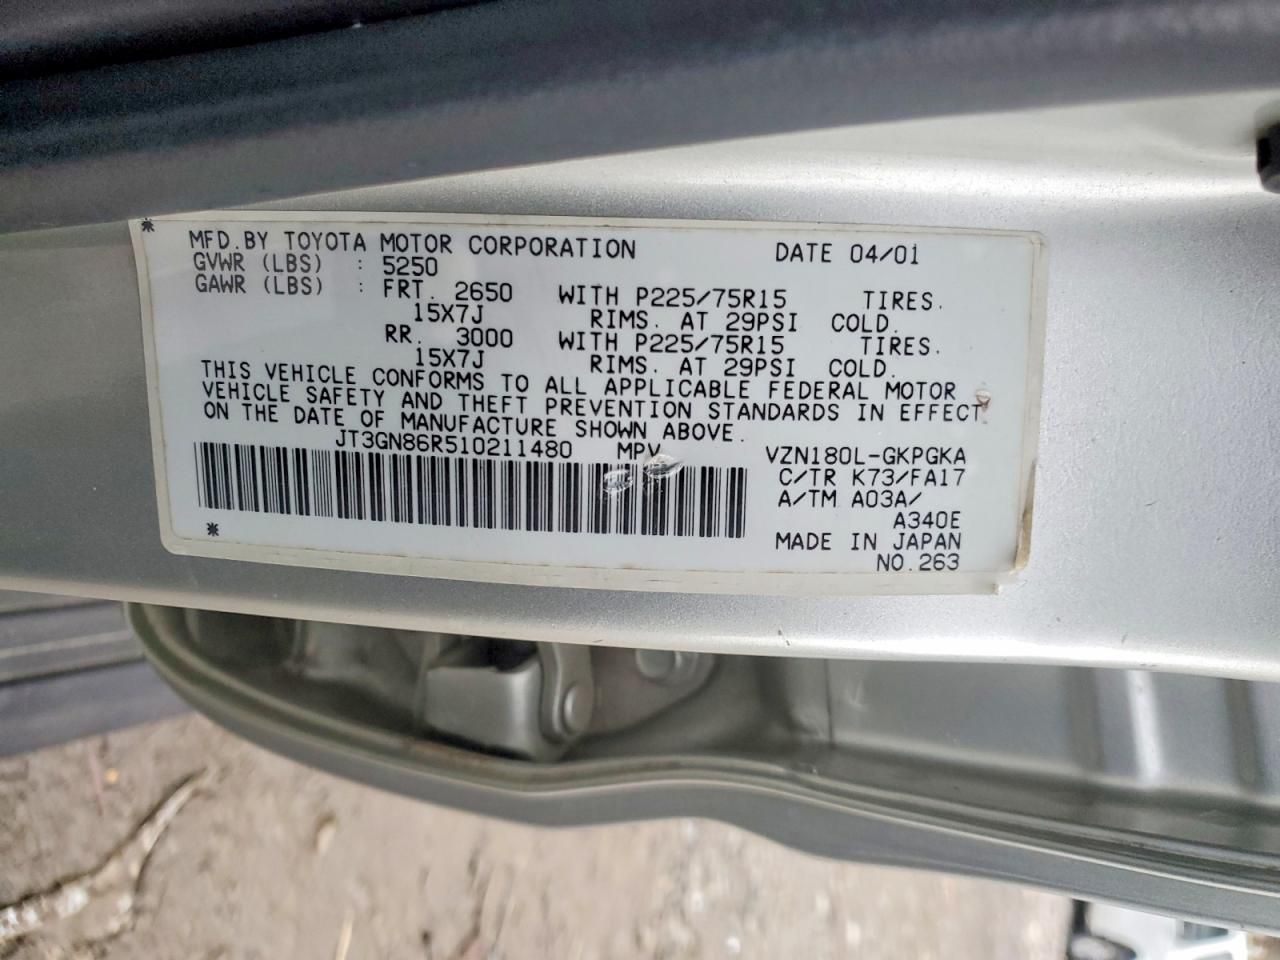 MFD.BY TOYOTA MOTOR CORPORATION DATE 04/01
GVWR (LBS) : 5250
GAWR (LBS) : FRT. 2650 WITH P225/75R15 TIRES.
15X7J RIMS. AT 29PSI COLD.
RR. 3000 WITH P225/75R15 TIRES.
15X7J RIMS. AT 29PSI COLD.
THIS VEHICLE CONFORMS TO ALL APPLICABLE FEDERAL MOTOR
VEHICLE SAFETY AND THEFT PREVENTION STANDARDS IN EFFECT
ON THE DATE OF MANUFACTURE SHOWN ABOVE.
JT3GN86R510211480 MPV VZN180L-GKPGKA
C/TR K73/FA17
A/TM A03A/
A340E
MADE IN JAPAN
NO.263